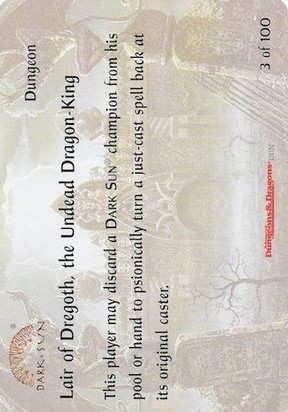 DARK•SUN®
Dungeon
Lair of Dregoth, the Undead Dragon-King
This player may discard a DARK SUN® champion from his
pool or hand to psionically turn a just-cast spell back at
its original caster.
Advanced
Dungeons & Dragons
DUN
3 of 100